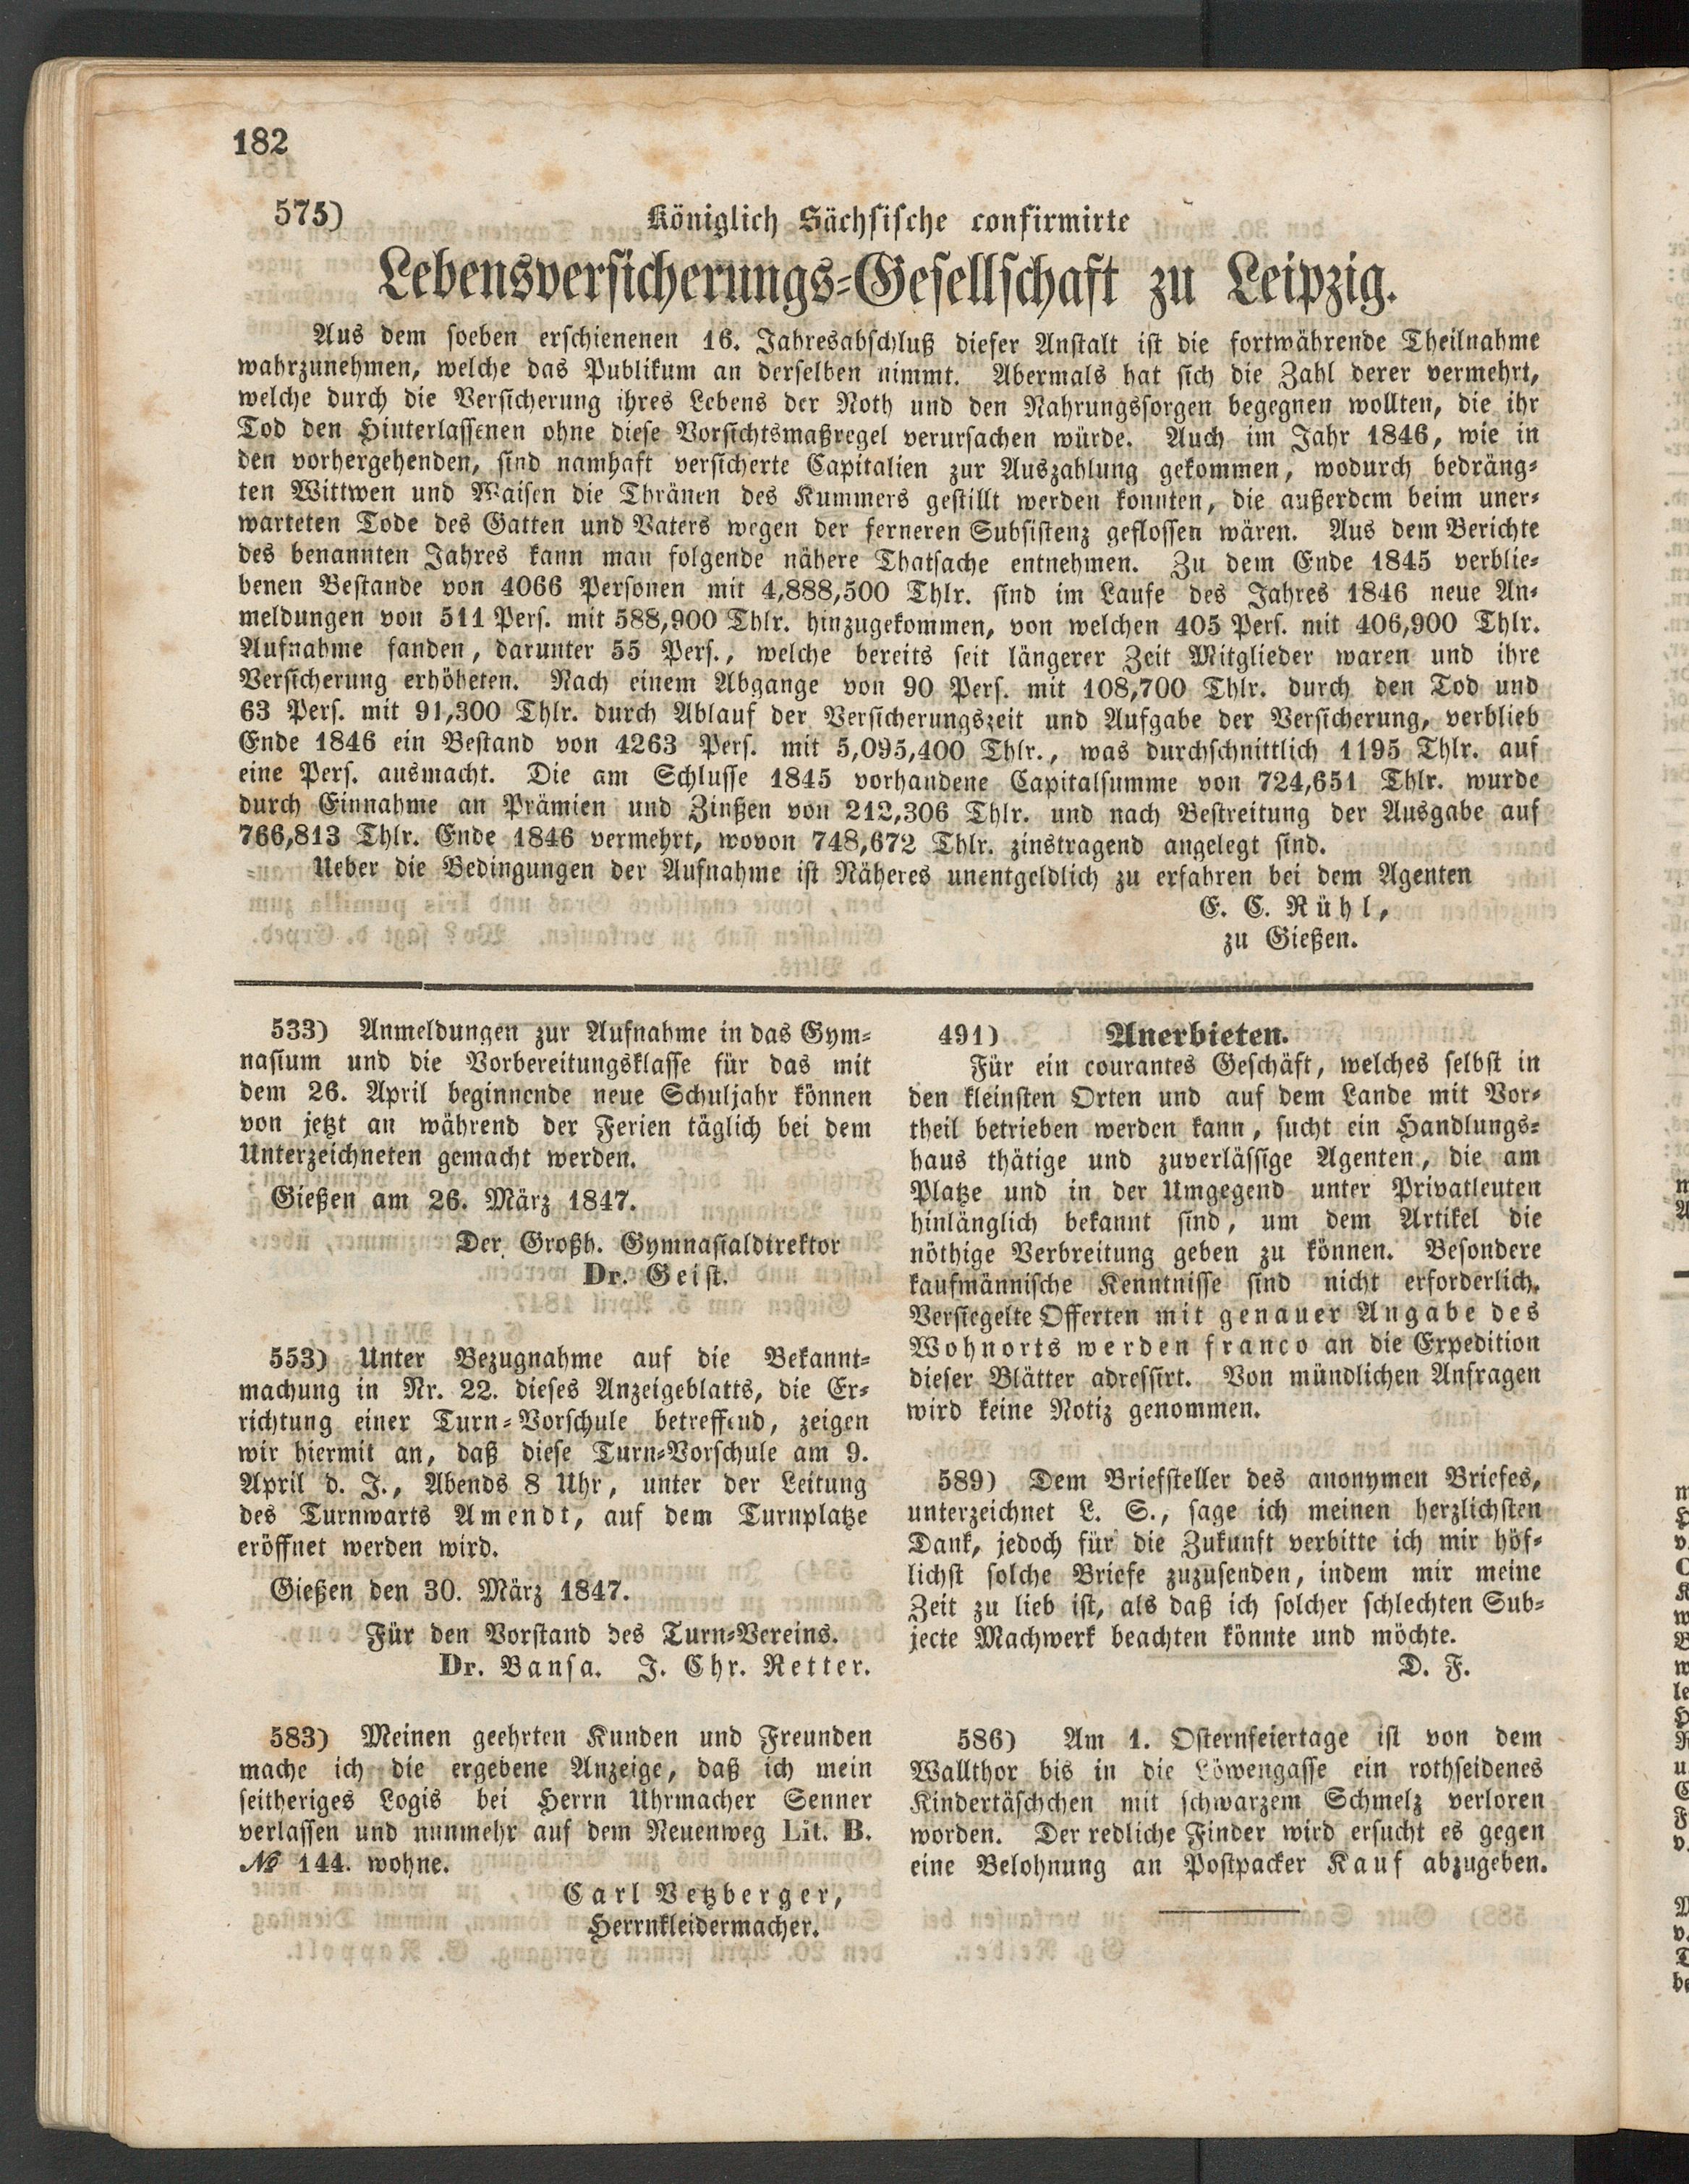 182
575)
Königlich Sächsische confirmirte
Lebensversicherungs=Gesellschaft zu Leipzig.
Aus dem soeben erschienenen 16. Jahresabschluß dieser Anstalt ist die fortwährende Theilnahme
wahrzunehmen, welche das Publikum an derselben nimmt. Abermals hat sich die Zahl derer vermehrt,
welche durch die Versicherung ihres Lebens der Noth und den Nahrungssorgen begegnen wollten, die ihr
Tod den Hinterlassenen ohne diese Vorsichtsmaßregel verursachen würde. Auch im Jahr 1846, wie in
den vorhergehenden, sind namhaft versicherte Capitalien zur Auszahlung gekommen, wodurch bedräng=
ten Wittwen und Waisen die Thränen des Kummers gestillt werden konnten, die außerdem beim uner=
warteten Tode des Gatten und Vaters wegen der ferneren Subsistenz geflossen wären. Aus dem Berichte
des benannten Jahres kann man folgende nähere Thatsache entnehmen. Zu dem Ende 1845 verblie=
benen Bestande von 4066 Personen mit 4,888,500 Thlr. sind im Laufe des Jahres 1846 neue An=
meldungen von 511 Pers. mit 588,900 Thlr. hinzugekommen, von welchen 405 Pers. mit 406,900 Thlr.
Aufnahme fanden, darunter 55 Pers., welche bereits seit längerer Zeit Mitglieder waren und ihre
Versicherung erhöheten. Nach einem Abgange von 90 Pers. mit 108,700 Thlr. durch den Tod und
63 Pers. mit 91,300 Thlr. durch Ablauf der Versicherungszeit und Aufgabe der Versicherung, verblieb
Ende 1846 ein Bestand von 4263 Pers. mit 5,095,400 Thlr., was durchschnittlich 1195 Thlr. auf
eine Pers. ausmacht. Die am Schlusse 1845 vorhandene Capitalsumme von 724,651 Thlr. wurde
durch Einnahme an Prämien und Zinßen von 212,306 Thlr. und nach Bestreitung der Ausgabe auf
766,813 Thlr. Ende 1846 vermehrt, wovon 748,672 Thlr. zinstragend angelegt sind.
Ueber die Bedingungen der Aufnahme ist Näheres unentgeldlich zu erfahren bei dem Agenten
E. C. Rühl,
zu Gießen.
533) Anmeldungen zur Aufnahme in das Gym=
nasium und die Vorbereitungsklasse für das mit
dem 26. April beginnende neue Schuljahr können
von jetzt an während der Ferien täglich bei dem
Unterzeichneten gemacht werden.
Gießen am 26. März 1847.
Der Großh. Gymnasialdirektor
Dr. Geist.
553) Unter Bezugnahme auf die Bekannt=
machung in Nr. 22. dieses Anzeigeblatts, die Er=
richtung einer Turn=Vorschule betreffend, zeigen
wir hiermit an, daß diese Turn=Vorschule am 9.
April d. J., Abends 8 Uhr, unter der Leitung
des Turnwarts Amendt, auf dem Turnplatze
eröffnet werden wird.
Gießen den 30. März 1847.
Für den Vorstand des Turn=Vereins.
Dr. Bansa. J. Chr. Retter.
583) Meinen geehrten Kunden und Freunden
mache ich die ergebene Anzeige, daß ich mein
seitheriges Logis bei Herrn Uhrmacher Senner
verlassen und nunmehr auf dem Neuenweg Lit. B.
№ 144. wohne.
Carl Vetzberger,
Herrnkleidermacher.
491) Anerbieten.
Für ein courantes Geschäft, welches selbst in
den kleinsten Orten und auf dem Lande mit Vor=
theil betrieben werden kann, sucht ein Handlungs=
haus thätige und zuverlässige Agenten, die am
Platze und in der Umgegend unter Privatleuten
hinlänglich bekannt sind, um dem Artikel die
nöthige Verbreitung geben zu können. Besondere
kaufmännische Kenntnisse sind nicht erforderlich.
Versiegelte Offerten mit genauer Angabe des
Wohnorts werden franco an die Expedition
dieser Blätter adressirt. Von mündlichen Anfragen
wird keine Notiz genommen.
589) Dem Briefsteller des anonymen Briefes,
unterzeichnet L. S., sage ich meinen herzlichsten
Dank, jedoch für die Zukunft verbitte ich mir höf=
lichst solche Briefe zuzusenden, indem mir meine
Zeit zu lieb ist, als daß ich solcher schlechten Sub=
jecte Machwerk beachten könnte und möchte.
D. F.
586) Am 1. Osternfeiertage ist von dem
Wallthor bis in die Löwengasse ein rothseidenes
Kindertäschchen mit schwarzem Schmelz verloren
worden. Der redliche Finder wird ersucht es gegen
eine Belohnung an Postpacker Kauf abzugeben.